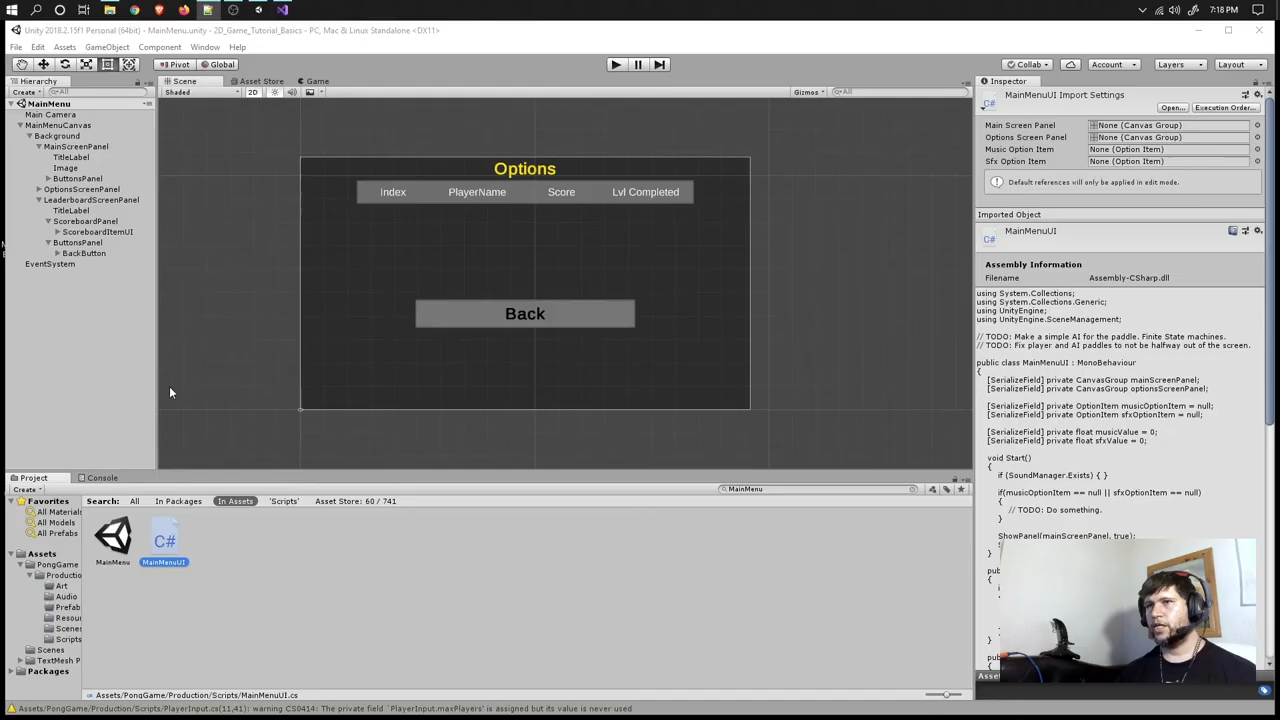 7:18 PM
Unity 2018.2.15f1 Personal (64bit) - MainMenu.unity - 2D_Game_Tutorial_Basics - PC, Mac & Linux Standalone <DX11>
File Edit Assets GameObject Component Window Help
Pivot Global Collab Account Layers Layout
Hierarchy
Create All
MainMenu
Main Camera
MainMenuCanvas
Background
MainScreenPanel
TitleLabel
Image
ButtonsPanel
OptionsScreenPanel
LeaderboardScreenPanel
TitleLabel
ScoreboardPanel
ScoreboardItemUI
ButtonsPanel
BackButton
EventSystem
Scene Asset Store Game
Shaded 2D Gizmos All
Options
Index PlayerName Score Lvl Completed
Back
Inspector
MainMenuUI Import Settings
Open... Execution Order...
Main Screen Panel None (Canvas Group)
Options Screen Panel None (Canvas Group)
Music Option Item None (Option Item)
Sfx Option Item None (Option Item)
Default references will only be applied in edit mode.
Imported Object
MainMenuUI
Assembly Information
Filename Assembly-CSharp.dll
using System.Collections;
using System.Collections.Generic;
using UnityEngine;
using UnityEngine.SceneManagement;
// TODO: Make a simple AI for the paddle. Finite State machines.
// TODO: Fix player and AI paddles to not be halfway out of the screen.
public class MainMenuUI : MonoBehaviour
{
[SerializeField] private CanvasGroup mainScreenPanel;
[SerializeField] private CanvasGroup optionsScreenPanel;
[SerializeField] private OptionItem musicOptionItem = null;
[SerializeField] private OptionItem sfxOptionItem = null;
[SerializeField] private float musicValue = 0;
[SerializeField] private float sfxValue = 0;
void Start()
{
if (SoundManager.Exists) { }
if(musicOptionItem == null || sfxOptionItem == null)
{
// TODO: Do something.
}
ShowPanel(mainScreenPanel, true);
Project Console
Create MainMenu
Favorites
All Materials
All Models
All Prefabs
Assets
PongGame
Productio
Art
Audio
Prefab
Resou
Scenes
Scripts
Scenes
TextMesh P
Packages
Search: All In Packages In Assets 'Scripts' Asset Store: 60 / 741
MainMenu MainMenuUI
C#
Assets/PongGame/Production/Scripts/MainMenuUI.cs
Assets/PongGame/Production/Scripts/PlayerInput.cs(11,41): warning CS0414: The private field `PlayerInput.maxPlayers' is assigned but its value is never used